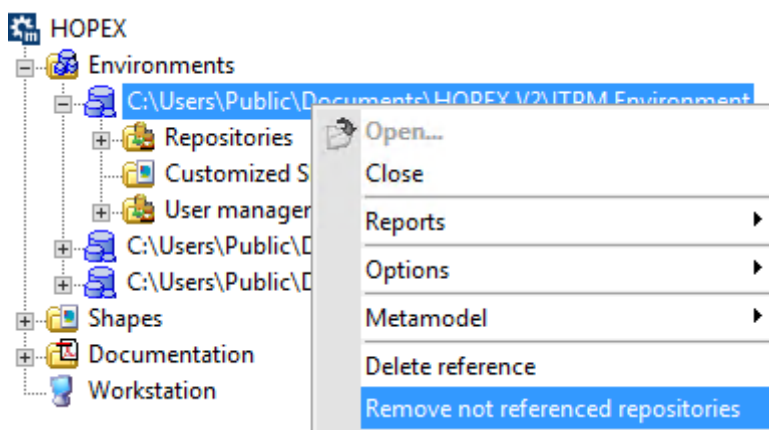 HOPEX
Environments
C:\Users\Public\Documents\HOPEX V2\ITPM Environment
Repositories
Open...
Customized S
Close
User manager
Reports
C:\Users\Public\D
Options
C:\Users\Public\D
Shapes
Metamodel
Documentation
Delete reference
Workstation
Remove not referenced repositories